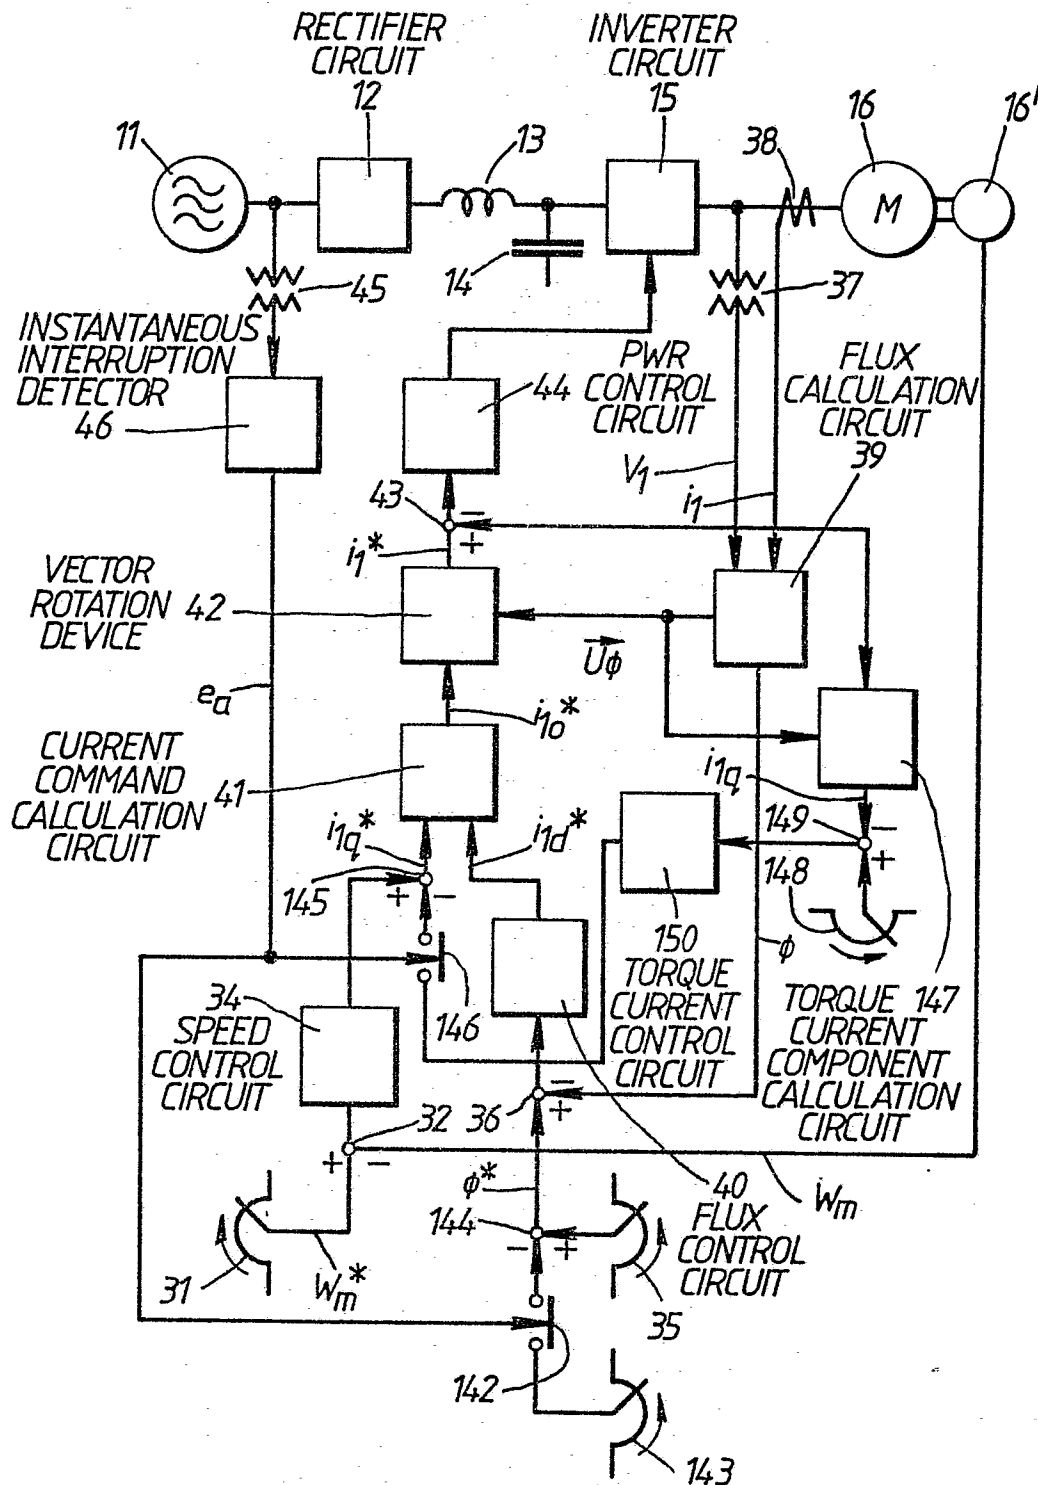 RECTIFIER
CIRCUIT
12
INVERTER
CIRCUIT
15
16
16'
11
13
38
M
14
45
37
INSTANTANEOUS
INTERRUPTION
DETECTOR
46
44
PWR
CONTROL
CIRCUIT
FLUX
CALCULATION
CIRCUIT
39
V1
i1
43
−
+
i1*
VECTOR
ROTATION
DEVICE
42
Uϕ
ea
i1o*
CURRENT
COMMAND
CALCULATION
CIRCUIT
41
i1q
i1q*
i1d*
149
−
+
148
145
+
−
150
TORQUE
CURRENT
CONTROL
CIRCUIT
ϕ
147
TORQUE
CURRENT
COMPONENT
CALCULATION
CIRCUIT
34
SPEED
CONTROL
CIRCUIT
146
36
−
+
32
+
−
ϕ*
40
FLUX
CONTROL
CIRCUIT
Wm
144
−
+
31
Wm*
35
142
143